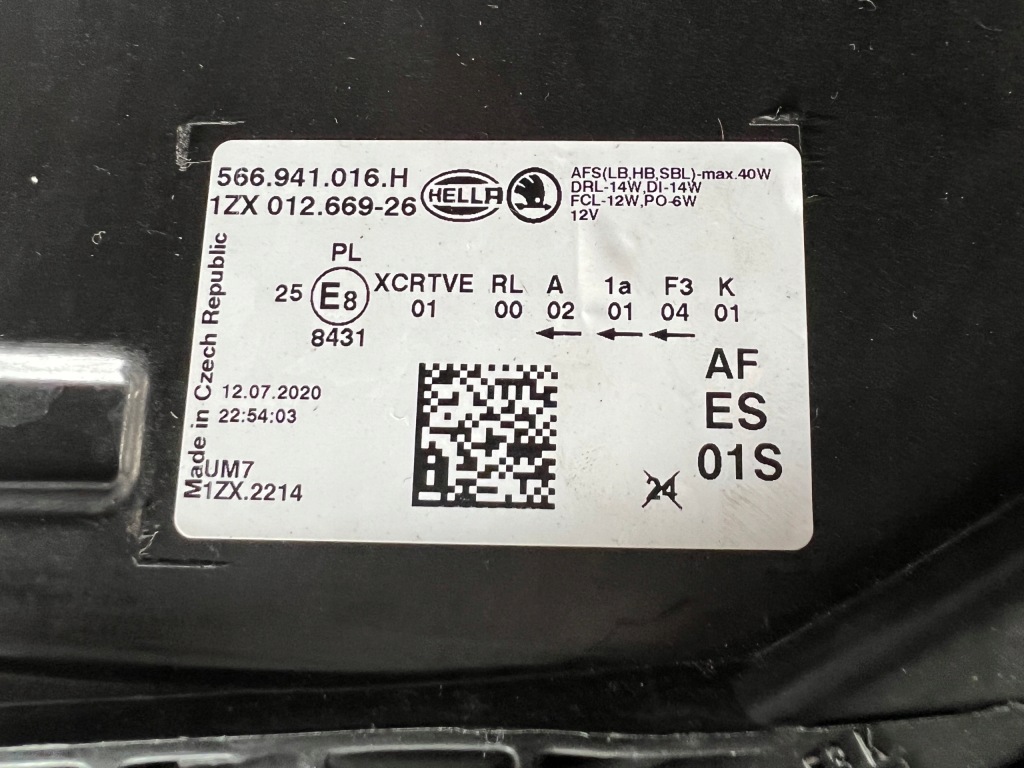 566.941.016.H
1ZX 012.669-26
HELLA
AFS(LB,HB,SBL)-max.40W
DRL-14W,DI-14W
FCL-12W,PO-6W
12V
PL
25 E8 XCRTVE RL A 1a F3 K
01 00 02 01 04 01
8431
Made in Czech Republic
12.07.2020
22:54:03
AF
ES
01S
UM7
1ZX.2214
24